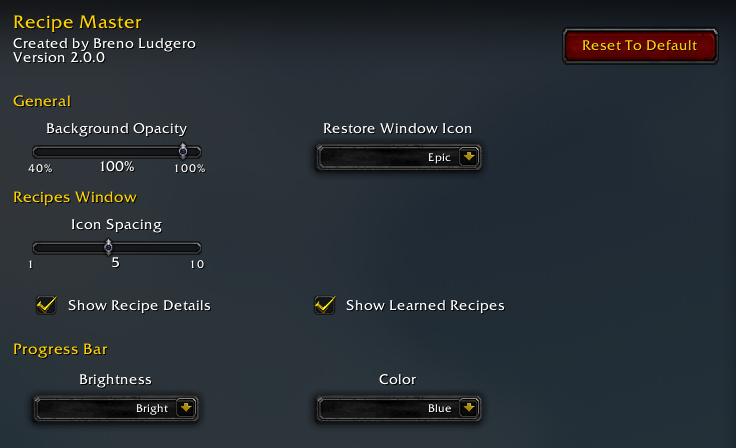 Recipe Master
Created by Breno Ludgero
Version 2.0.0
Reset To Default
General
Background Opacity
Restore Window Icon
40% 100% 100%
Epic
Recipes Window
Icon Spacing
1 5 10
Show Recipe Details
Show Learned Recipes
Progress Bar
Brightness
Color
Bright
Blue